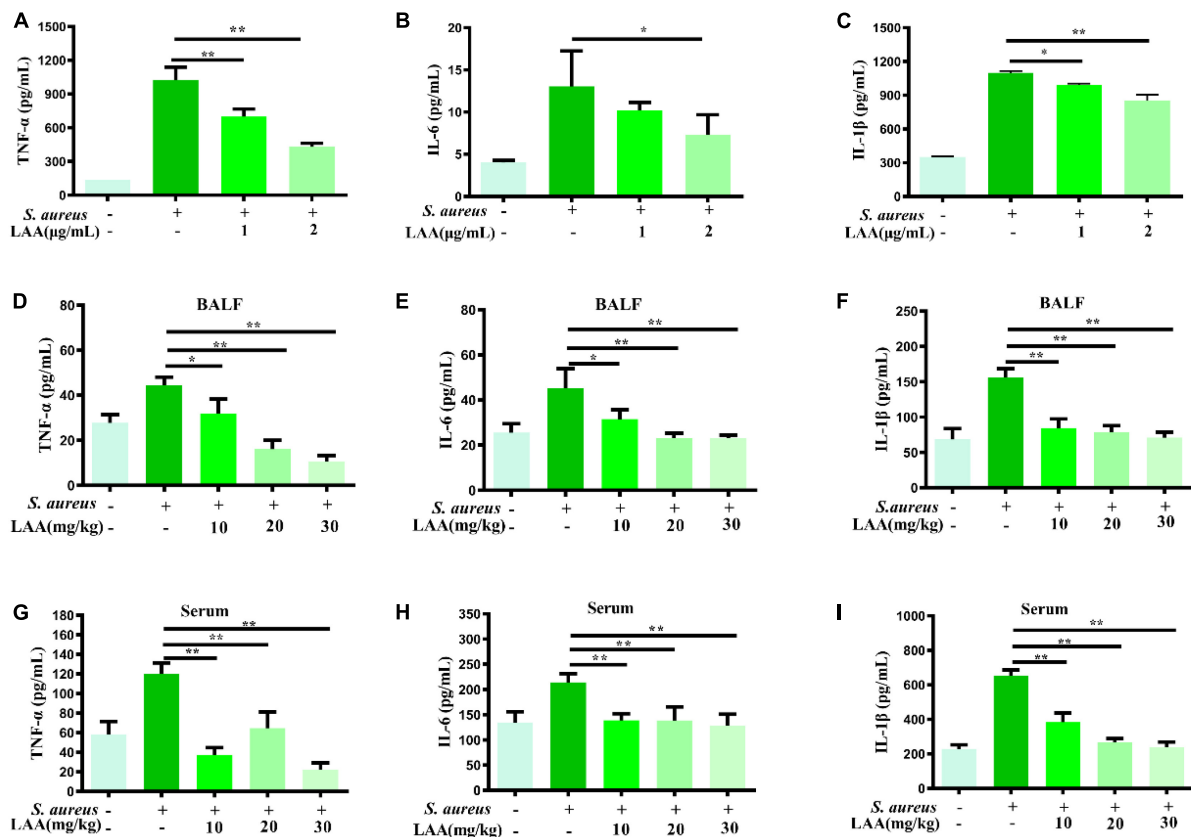 A
TNF-α (pg/mL)
1500
1200
900
600
300
0
**
**
S. aureus - + + +
LAA(μg/mL) - - 1 2
B
IL-6 (pg/mL)
20
15
10
5
0
*
S. aureus - + + +
LAA(μg/mL) - - 1 2
C
IL-1β (pg/mL)
1500
1200
900
600
300
0
**
*
S. aureus - + + +
LAA(μg/mL) - - 1 2
D
BALF
TNF-α (pg/mL)
80
60
40
20
0
**
**
*
S. aureus - + + + +
LAA(mg/kg) - - 10 20 30
E
BALF
IL-6 (pg/mL)
80
60
40
20
0
**
**
*
S. aureus - + + + +
LAA(mg/kg) - - 10 20 30
F
BALF
IL-1β (pg/mL)
250
200
150
100
50
0
**
**
**
S.aureus - + + + +
LAA(mg/kg) - - 10 20 30
G
Serum
TNF-α (pg/mL)
180
160
140
120
100
80
60
40
20
0
**
**
**
S. aureus - + + + +
LAA(mg/kg) - - 10 20 30
H
Serum
IL-6 (pg/mL)
350
300
250
200
150
100
50
0
**
**
**
S. aureus - + + + +
LAA(mg/kg) - - 10 20 30
I
Serum
IL-1β (pg/mL)
1000
800
600
400
200
0
**
**
**
S. aureus - + + + +
LAA(mg/kg) - - 10 20 30